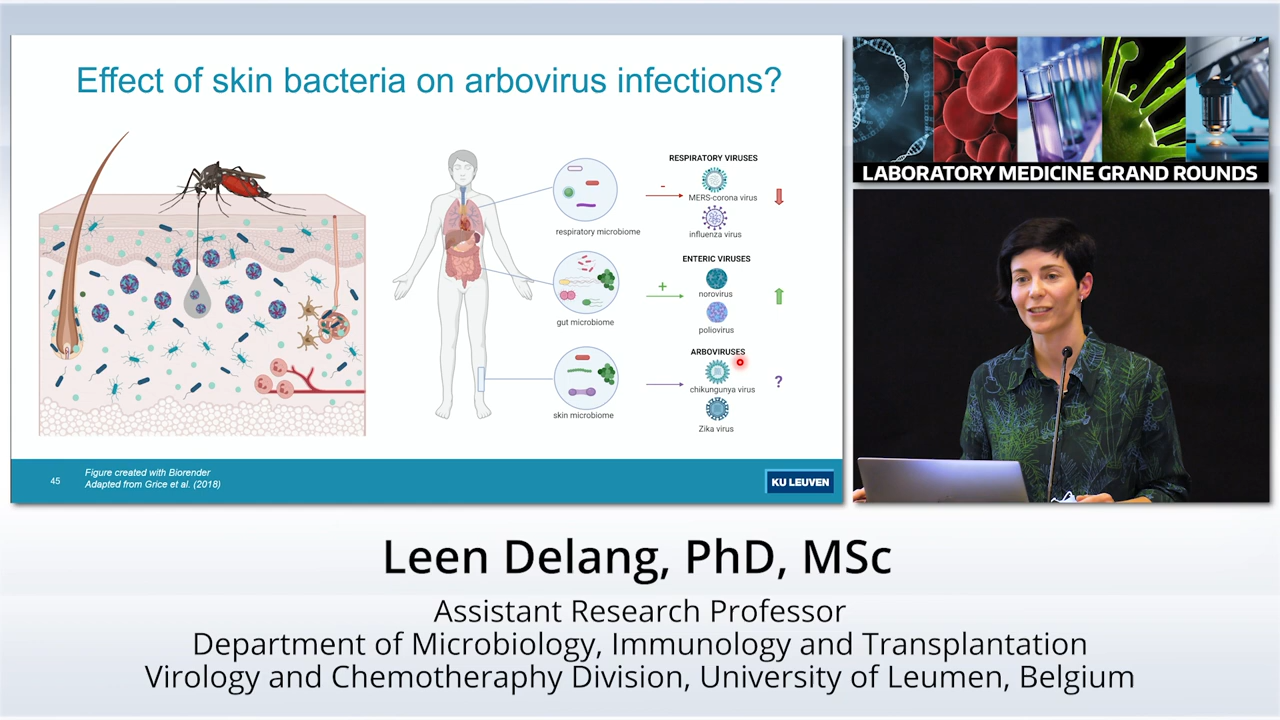 Effect of skin bacteria on arbovirus infections?
RESPIRATORY VIRUSES
MERS-corona virus
influenza virus
-
respiratory microbiome
ENTERIC VIRUSES
norovirus
poliovirus
+
gut microbiome
ARBOVIRUSES
chikungunya virus
Zika virus
?
skin microbiome
45
Figure created with Biorender
Adapted from Grice et al. (2018)
KU LEUVEN
LABORATORY MEDICINE GRAND ROUNDS
Leen Delang, PhD, MSc
Assistant Research Professor
Department of Microbiology, Immunology and Transplantation
Virology and Chemotheraphy Division, University of Leumen, Belgium